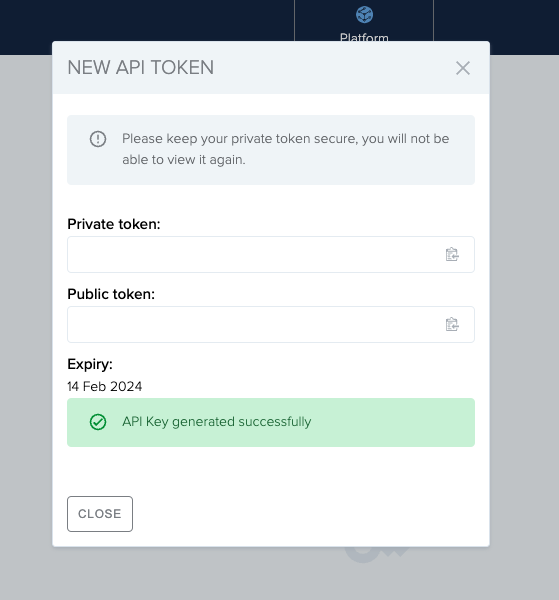 Platform
NEW API TOKEN
Please keep your private token secure, you will not be
able to view it again.
Private token:
Public token:
Expiry:
14 Feb 2024
API Key generated successfully
CLOSE